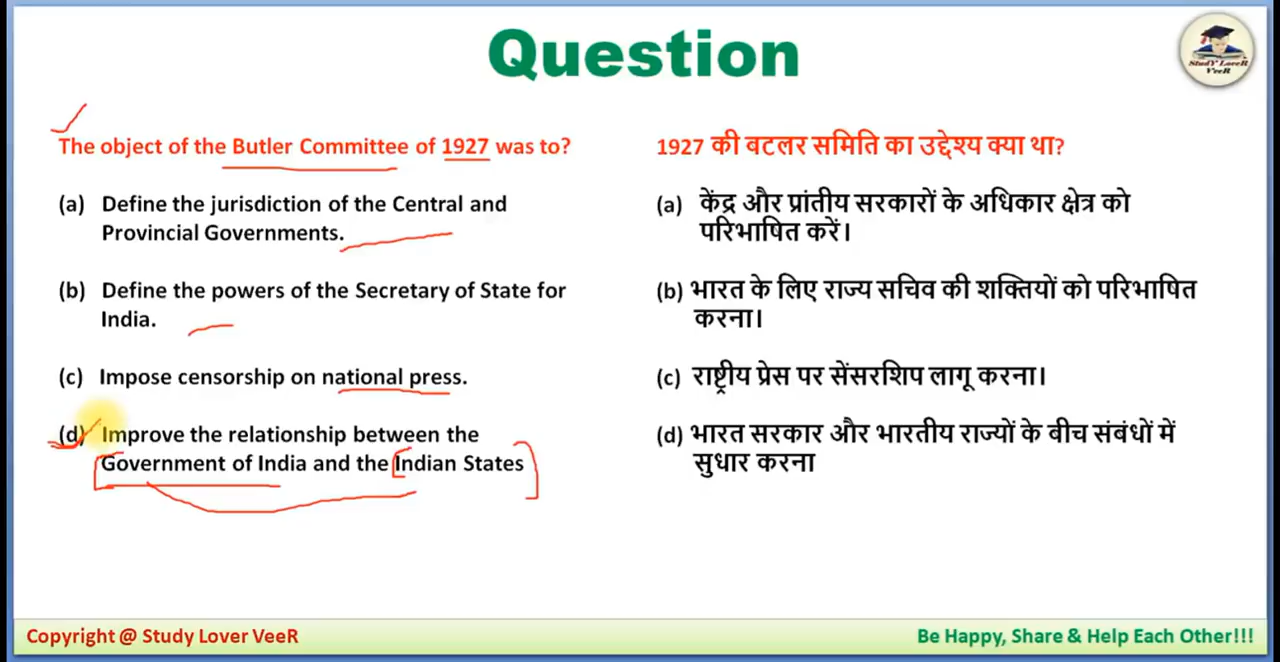 Question
StudY LoveR
VeeR
The object of the Butler Committee of 1927 was to?
(a) Define the jurisdiction of the Central and
Provincial Governments.
(b) Define the powers of the Secretary of State for
India.
(c) Impose censorship on national press.
(d) Improve the relationship between the
Government of India and the Indian States
1927 की बटलर समिति का उद्देश्य क्या था?
(a) केंद्र और प्रांतीय सरकारों के अधिकार क्षेत्र को
परिभाषित करें।
(b) भारत के लिए राज्य सचिव की शक्तियों को परिभाषित
करना।
(c) राष्ट्रीय प्रेस पर सेंसरशिप लागू करना।
(d) भारत सरकार और भारतीय राज्यों के बीच संबंधों में
सुधार करना
Copyright @ Study Lover VeeR
Be Happy, Share & Help Each Other!!!